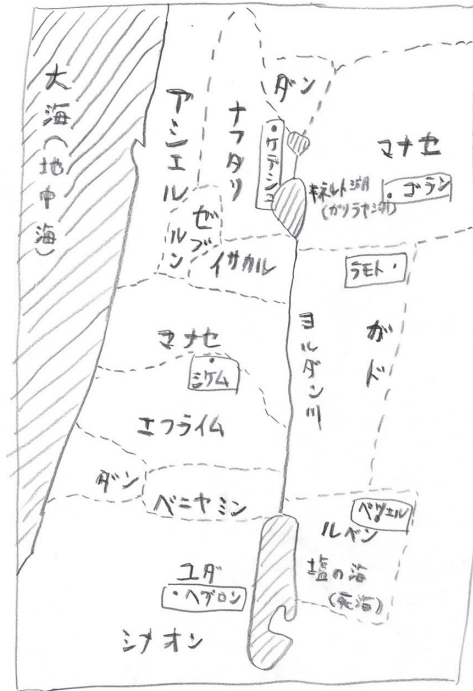 大海(地中海)
アシエル
ナフタリ
ダン
・ケデシュ
マナセ
キネレト湖
(ガリラヤ湖)
・ゴラン
ゼブルン
イサカル
ラモト・
ヨルダン川
ガド
マナセ
シケム
エフライム
ダン
ベニヤミン
ベツェル
ルベン
塩の海
(死海)
ユダ
・ヘブロン
シメオン